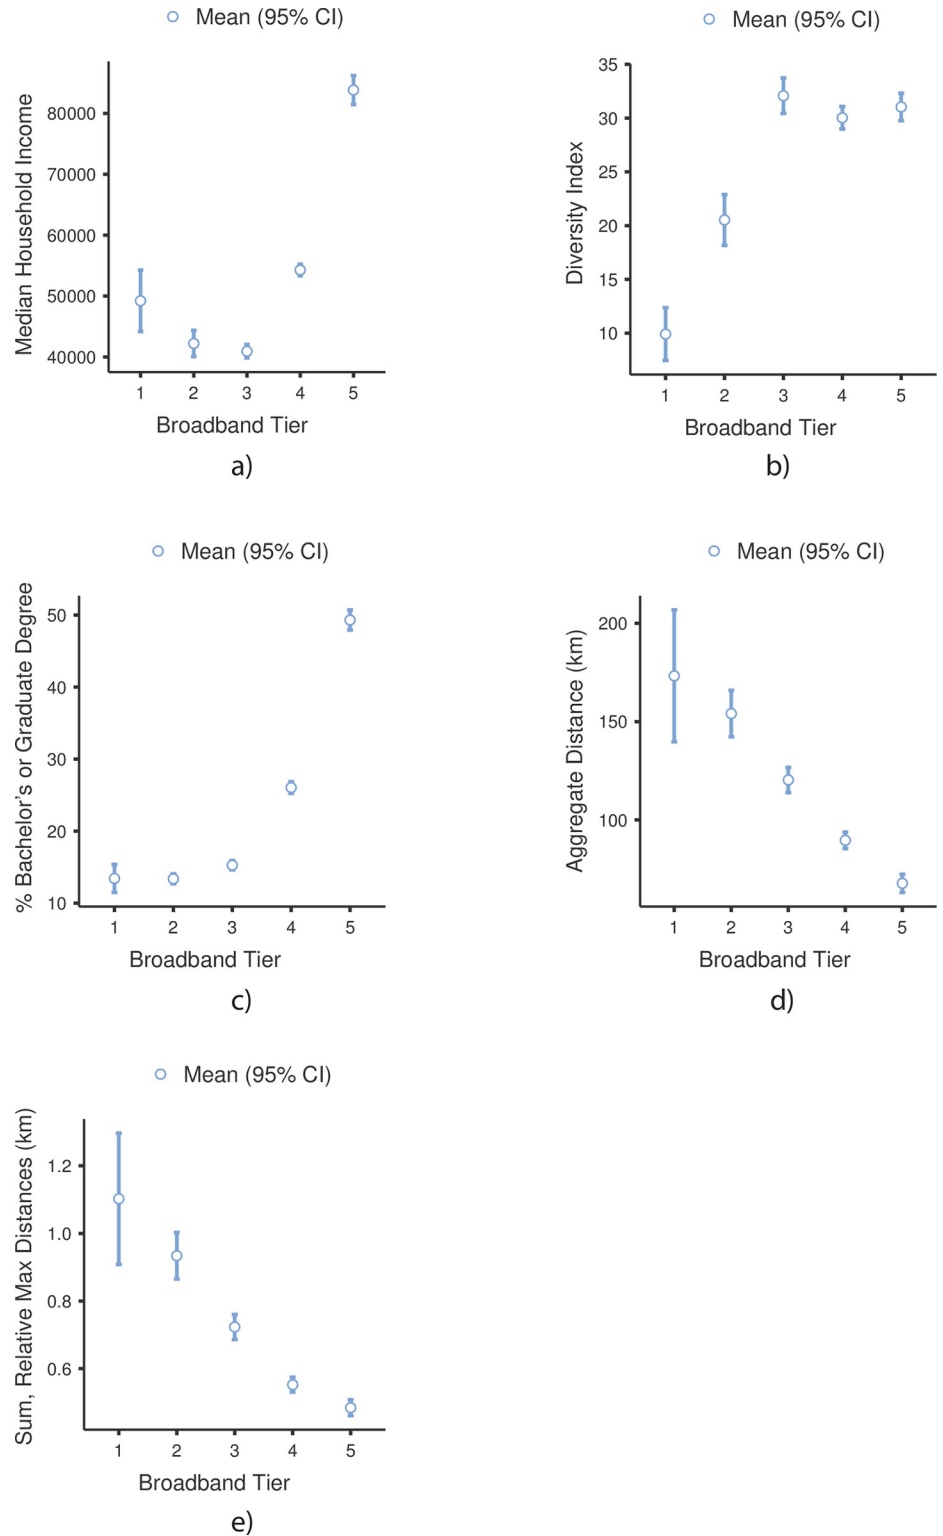 Mean (95% CI)
Median Household Income
80000
70000
60000
50000
40000
1 2 3 4 5
Broadband Tier
a)
Mean (95% CI)
Diversity Index
35
30
25
20
15
10
1 2 3 4 5
Broadband Tier
b)
Mean (95% CI)
% Bachelor's or Graduate Degree
50
40
30
20
10
1 2 3 4 5
Broadband Tier
c)
Mean (95% CI)
Aggregate Distance (km)
200
150
100
1 2 3 4 5
Broadband Tier
d)
Mean (95% CI)
Sum, Relative Max Distances (km)
1.2
1.0
0.8
0.6
1 2 3 4 5
Broadband Tier
e)